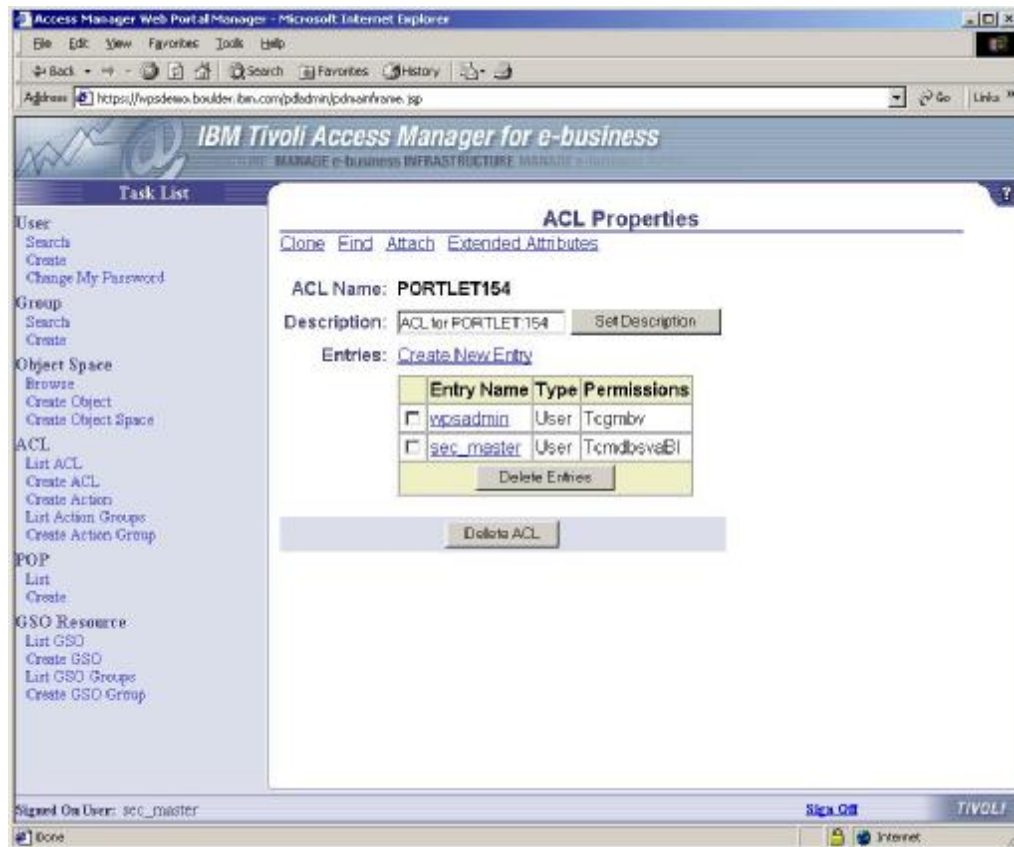 Access Manager Web Portal Manager - Microsoft Internet Explorer
File Edit View Favorites Tools Help
Back Search Favorites History
Address https://wpsdemo.boulder.ibm.com/pdadmin/pdmainframe.jsp Go Links »
IBM Tivoli Access Manager for e-business
MANAGE e-business INFRASTRUCTURE
Task List
ACL Properties
Clone Find Attach Extended Attributes
ACL Name: PORTLET154
Description: ACL for PORTLET:154 Set Description
Entries: Create New Entry
Entry Name Type Permissions
wpsadmin User Tcgmbv
sec_master User TcmdbsvaBl
Delete Entries
Delete ACL
User
Search
Create
Change My Password
Group
Search
Create
Object Space
Browse
Create Object
Create Object Space
ACL
List ACL
Create ACL
Create Action
List Action Groups
Create Action Group
POP
List
Create
GSO Resource
List GSO
Create GSO
List GSO Groups
Create GSO Group
Signed On User: sec_master Sign Off TIVOLI
Done Internet